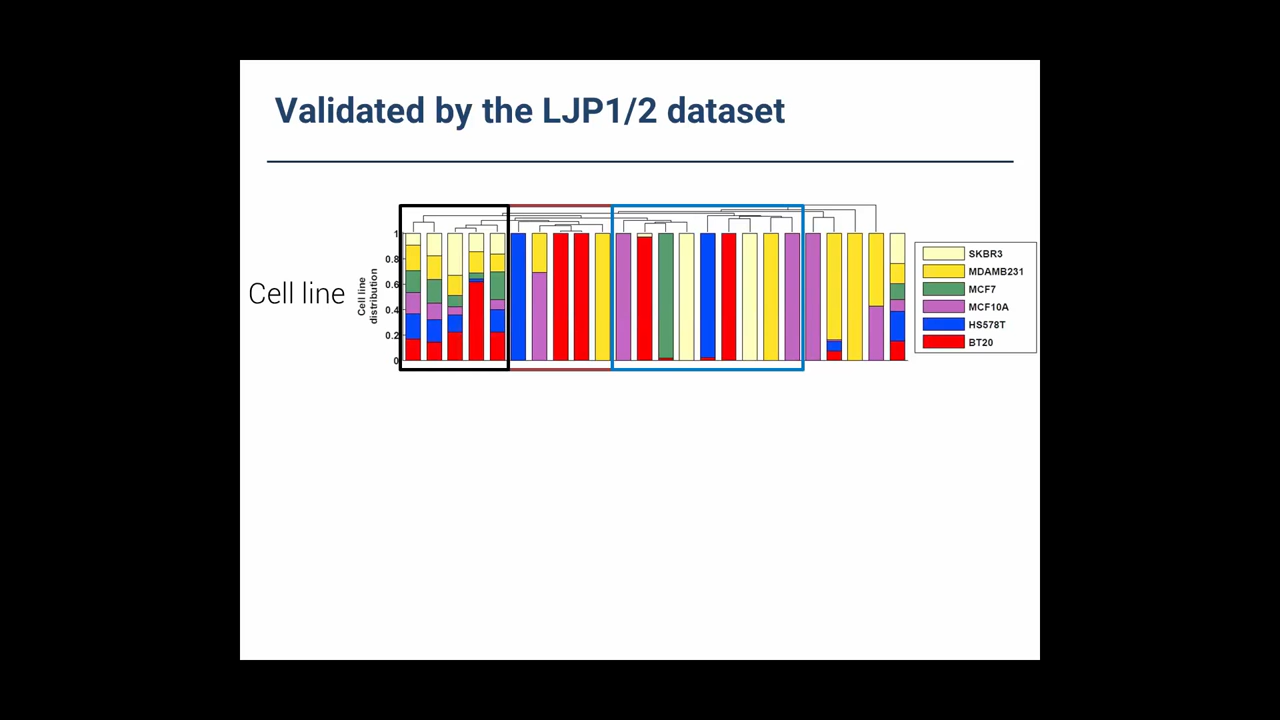 Validated by the LJP1/2 dataset
Cell line
Cell line
distribution
1
0.8
0.6
0.4
0.2
0
SKBR3
MDAMB231
MCF7
MCF10A
HS578T
BT20